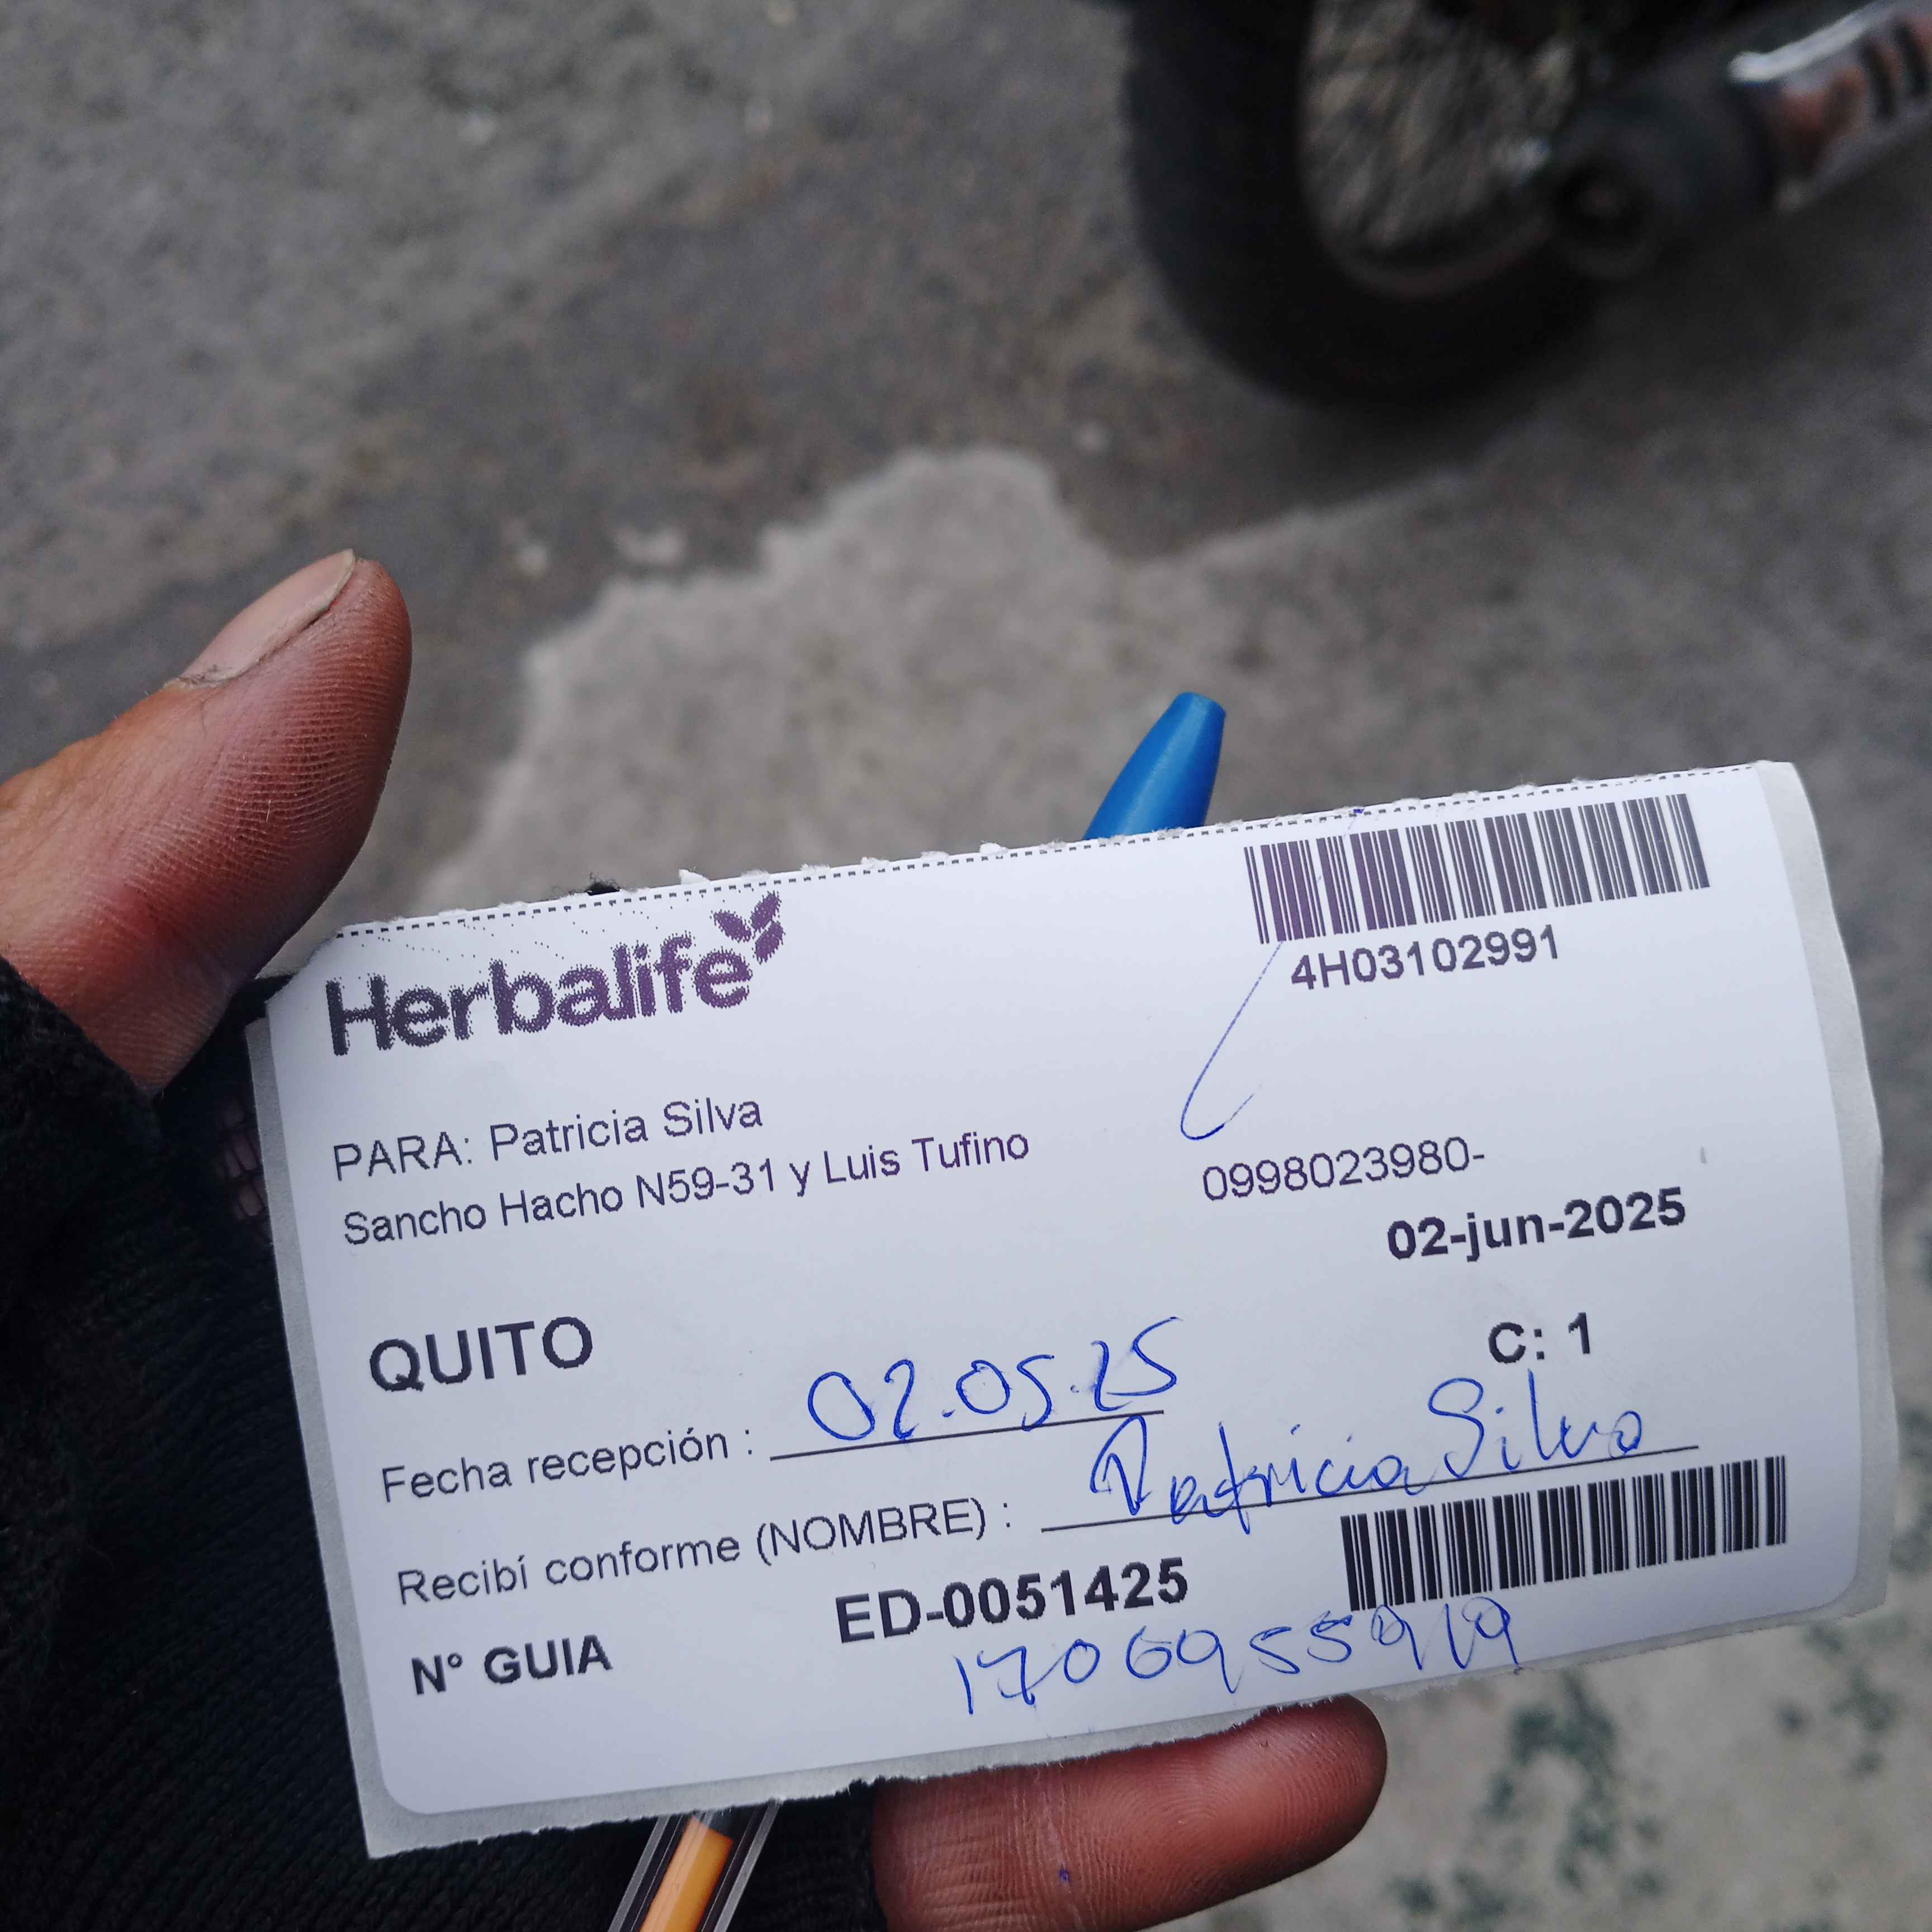 Herbalife
4H03102991
PARA: Patricia Silva
Sancho Hacho N59-31 y Luis Tufino
0998023980-
02-jun-2025
QUITO
C: 1
Fecha recepción : 02.05.25
Recibí conforme (NOMBRE) : Patricia Silva
N° GUIA ED-0051425
1706955919